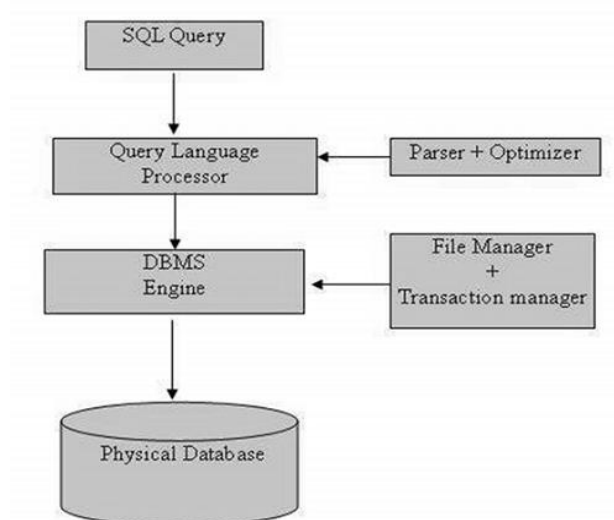 SQL Query
Query Language
Processor
Parser + Optimizer
DBMS
Engine
File Manager
+
Transaction manager
Physical Database